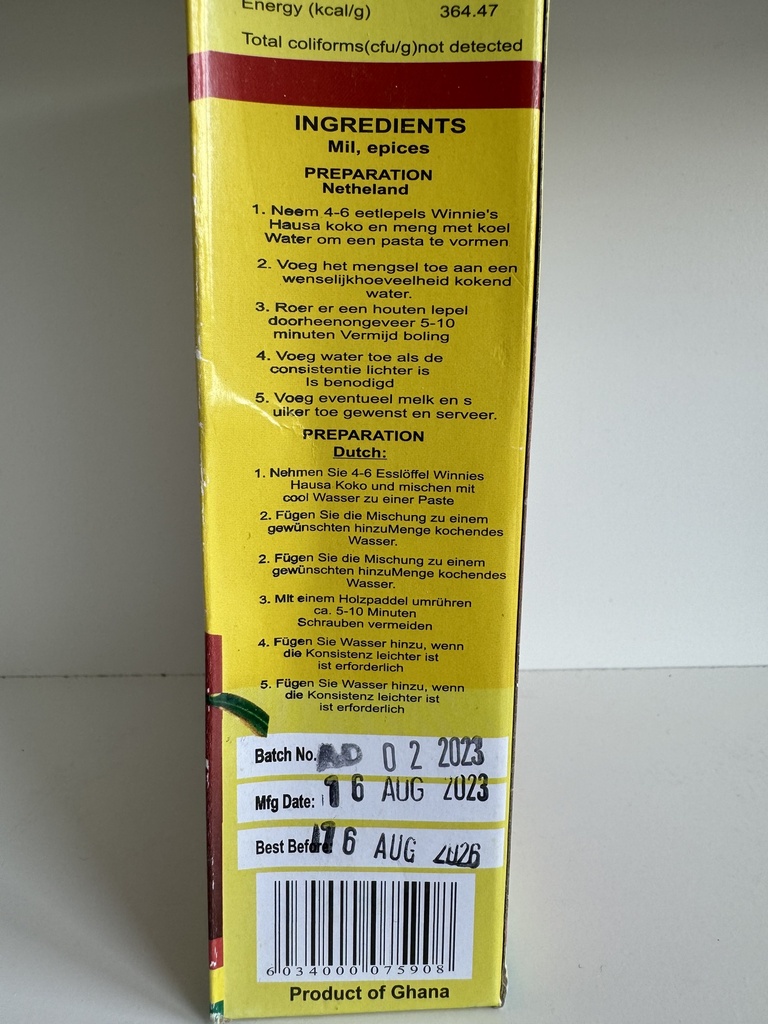 Energy (kcal/g) 364.47
Total coliforms(cfu/g)not detected
INGREDIENTS
Mil, epices
PREPARATION
Netheland
1. Neem 4-6 eetlepels Winnie's
Hausa koko en meng met koel
Water om een pasta te vormen
2. Voeg het mengsel toe aan een
wenselijkhoeveelheid kokend
water.
3. Roer er een houten lepel
doorheenongeveer 5-10
minuten Vermijd boling
4. Voeg water toe als de
consistentie lichter is
Is benodigd
5. Voeg eventueel melk en s
uiker toe gewenst en serveer.
PREPARATION
Dutch:
1. Nehmen Sie 4-6 Esslöffel Winnies
Hausa Koko und mischen mit
cool Wasser zu einer Paste
2. Fügen Sie die Mischung zu einem
gewünschten hinzuMenge kochendes
Wasser.
2. Fügen Sie die Mischung zu einem
gewünschten hinzuMenge kochendes
Wasser.
3. Mit einem Holzpaddel umrühren
ca. 5-10 Minuten
Schrauben vermeiden
4. Fügen Sie Wasser hinzu, wenn
die Konsistenz leichter ist
ist erforderlich
5. Fügen Sie Wasser hinzu, wenn
die Konsistenz leichter ist
ist erforderlich
Batch No. 02 2023
Mfg Date: 16 AUG 2023
Best Before: AUG 2026
6034000075908
Product of Ghana